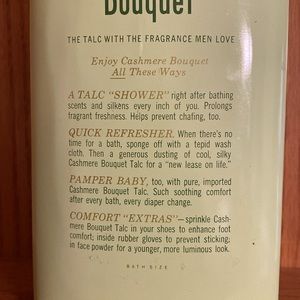 Bouquet
THE TALC WITH THE FRAGRANCE MEN LOVE
Enjoy Cashmere Bouquet
All These Ways
A TALC "SHOWER" right after bathing
scents and silkens every inch of you. Prolongs
fragrant freshness. Helps prevent chafing, too.
QUICK REFRESHER. When there's no
time for a bath, sponge off with a tepid wash
cloth. Then a generous dusting of cool, silky
Cashmere Bouquet Talc for a "new lease on life."
PAMPER BABY, too, with pure, imported
Cashmere Bouquet Talc. Such soothing comfort
after every bath, every diaper change.
COMFORT "EXTRAS"—sprinkle Cash-
mere Bouquet Talc in your shoes to enhance foot
comfort; inside rubber gloves to prevent sticking;
in face powder for a younger, more luminous look.
BATH SIZE